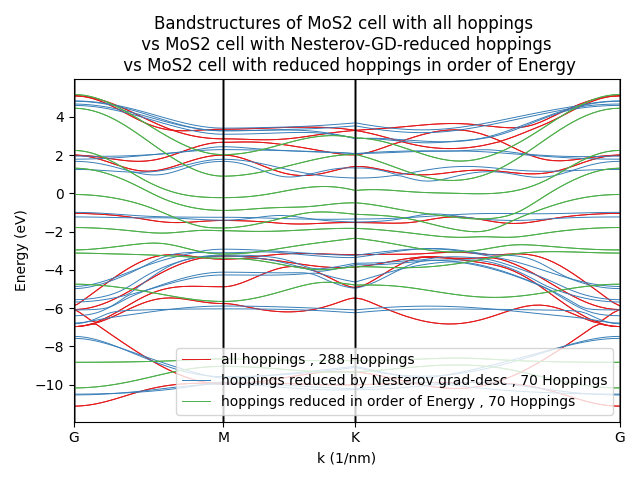 Bandstructures of MoS2 cell with all hoppings
vs MoS2 cell with Nesterov-GD-reduced hoppings
vs MoS2 cell with reduced hoppings in order of Energy
Energy (eV)
4
2
0
−2
−4
−6
−8
−10
all hoppings , 288 Hoppings
hoppings reduced by Nesterov grad-desc , 70 Hoppings
hoppings reduced in order of Energy , 70 Hoppings
G M K G
k (1/nm)